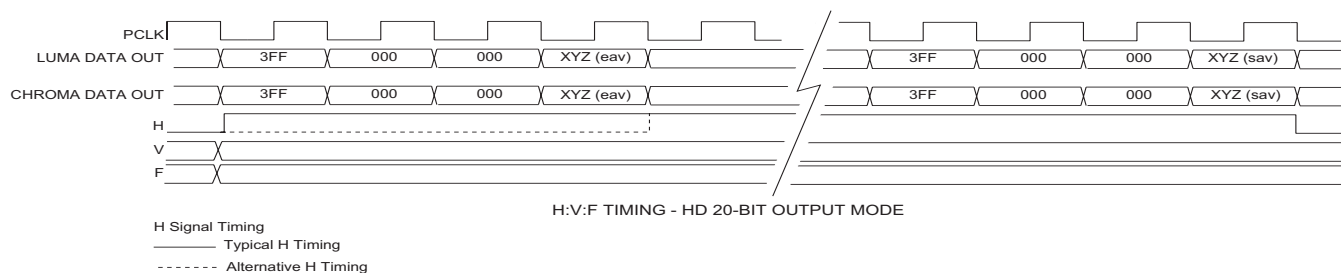 PCLK
LUMA DATA OUT 3FF 000 000 XYZ (eav) 3FF 000 000 XYZ (sav)
CHROMA DATA OUT 3FF 000 000 XYZ (eav) 3FF 000 000 XYZ (sav)
H
V
F
H:V:F TIMING - HD 20-BIT OUTPUT MODE
H Signal Timing
Typical H Timing
Alternative H Timing